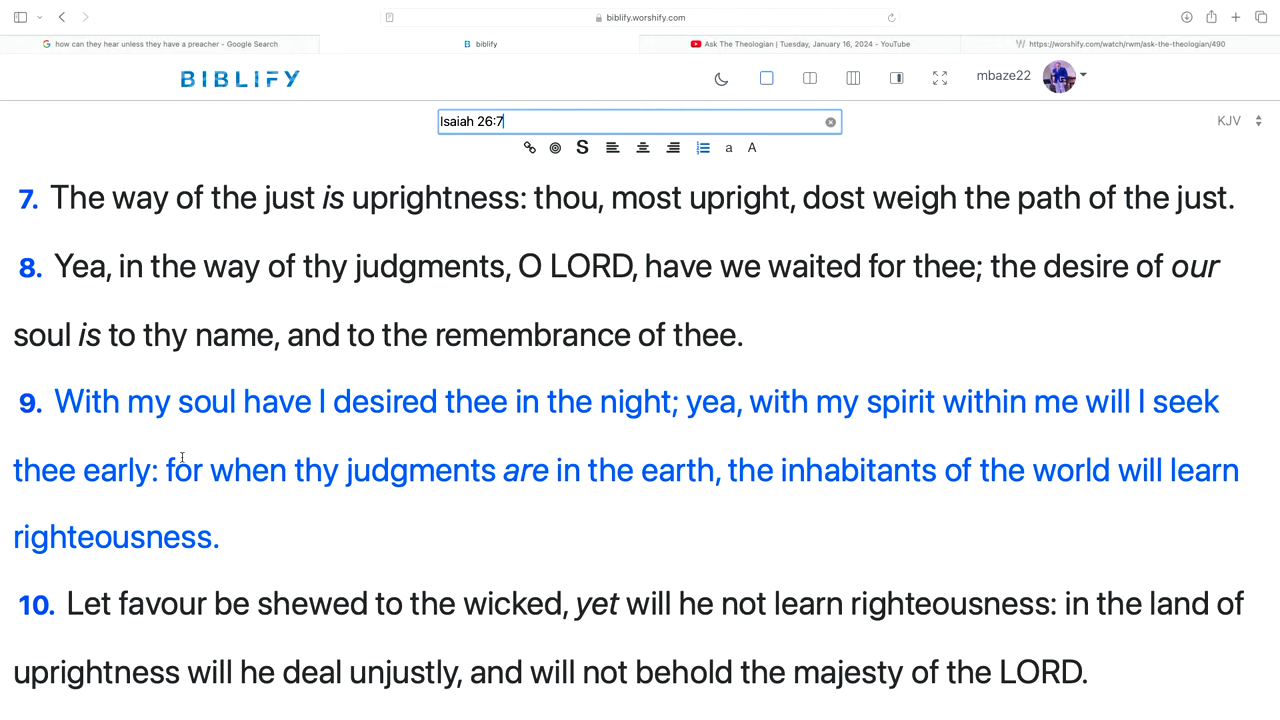 biblify.worshify.com
how can they hear unless they have a preacher - Google Search
biblify
Ask The Theologian | Tuesday, January 16, 2024 - YouTube
https://worshify.com/watch/rwm/ask-the-theologian/490
BIBLIFY
mbaze22
Isaiah 26:7
KJV
S
a A
7. The way of the just is uprightness: thou, most upright, dost weigh the path of the just.
8. Yea, in the way of thy judgments, O LORD, have we waited for thee; the desire of our
soul is to thy name, and to the remembrance of thee.
9. With my soul have I desired thee in the night; yea, with my spirit within me will I seek
thee early: for when thy judgments are in the earth, the inhabitants of the world will learn
righteousness.
10. Let favour be shewed to the wicked, yet will he not learn righteousness: in the land of
uprightness will he deal unjustly, and will not behold the majesty of the LORD.